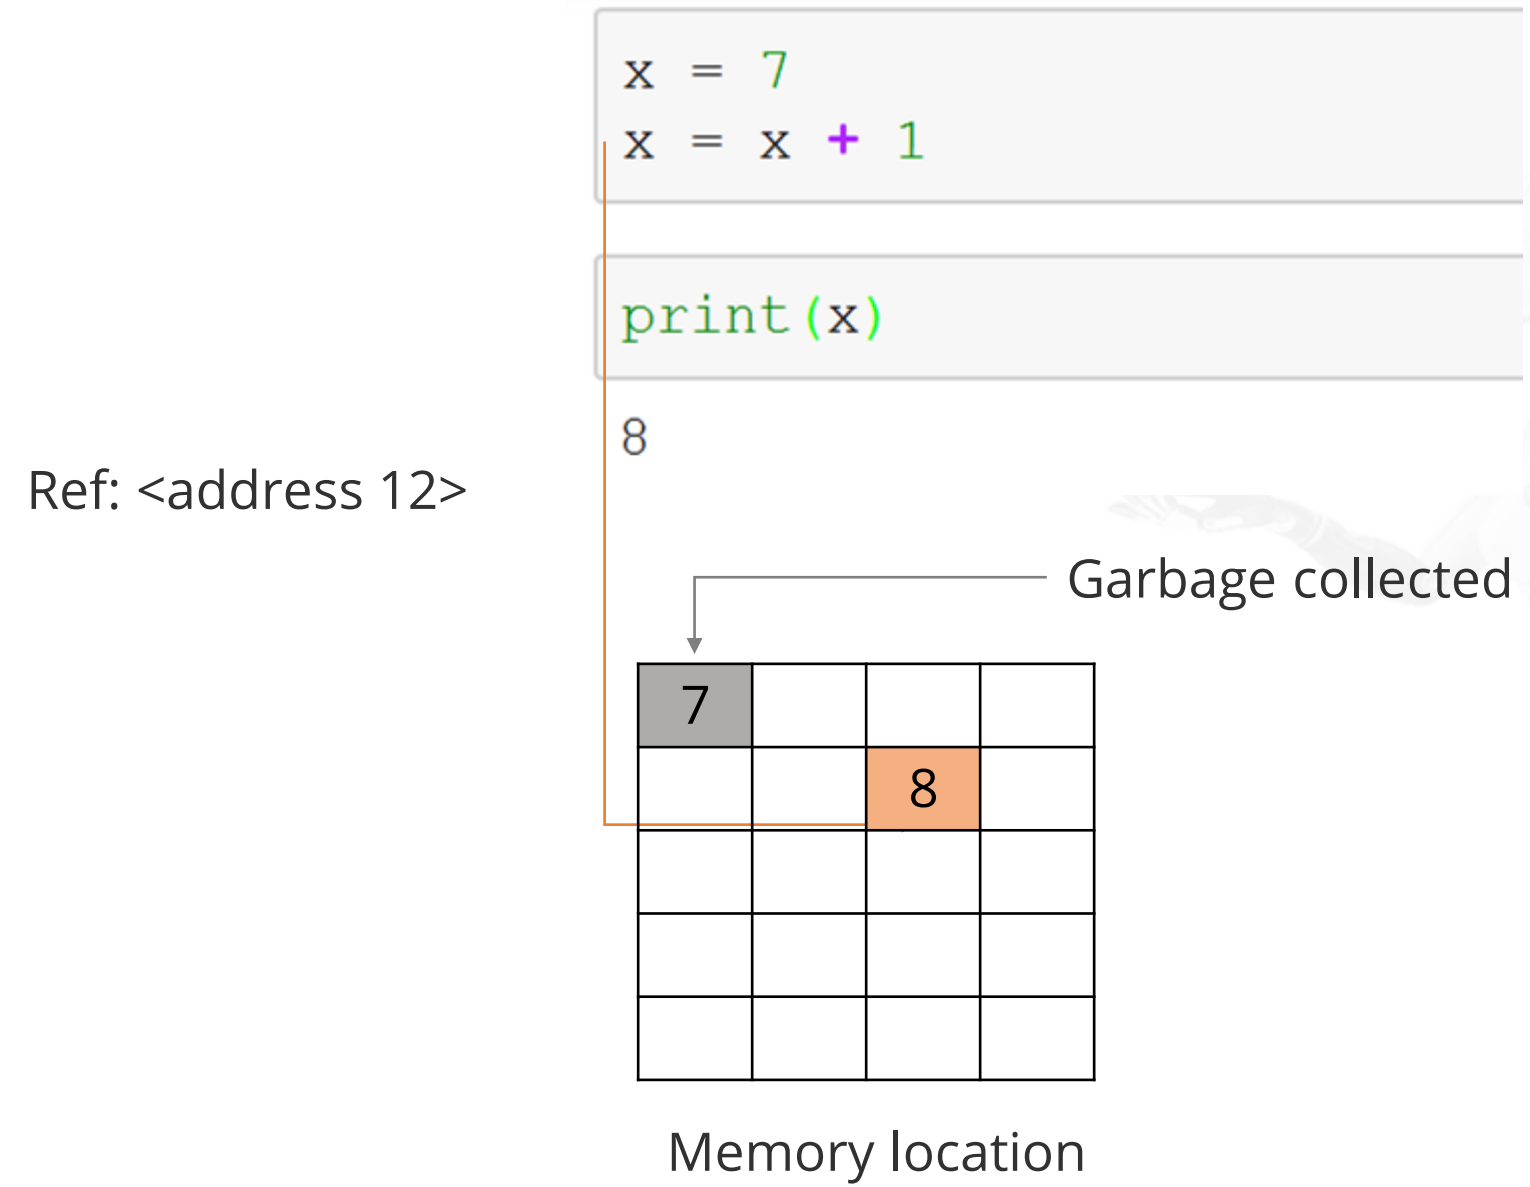 x = 7
x = x + 1
print(x)
8
Ref: <address 12>
Garbage collected
7
8
Memory location